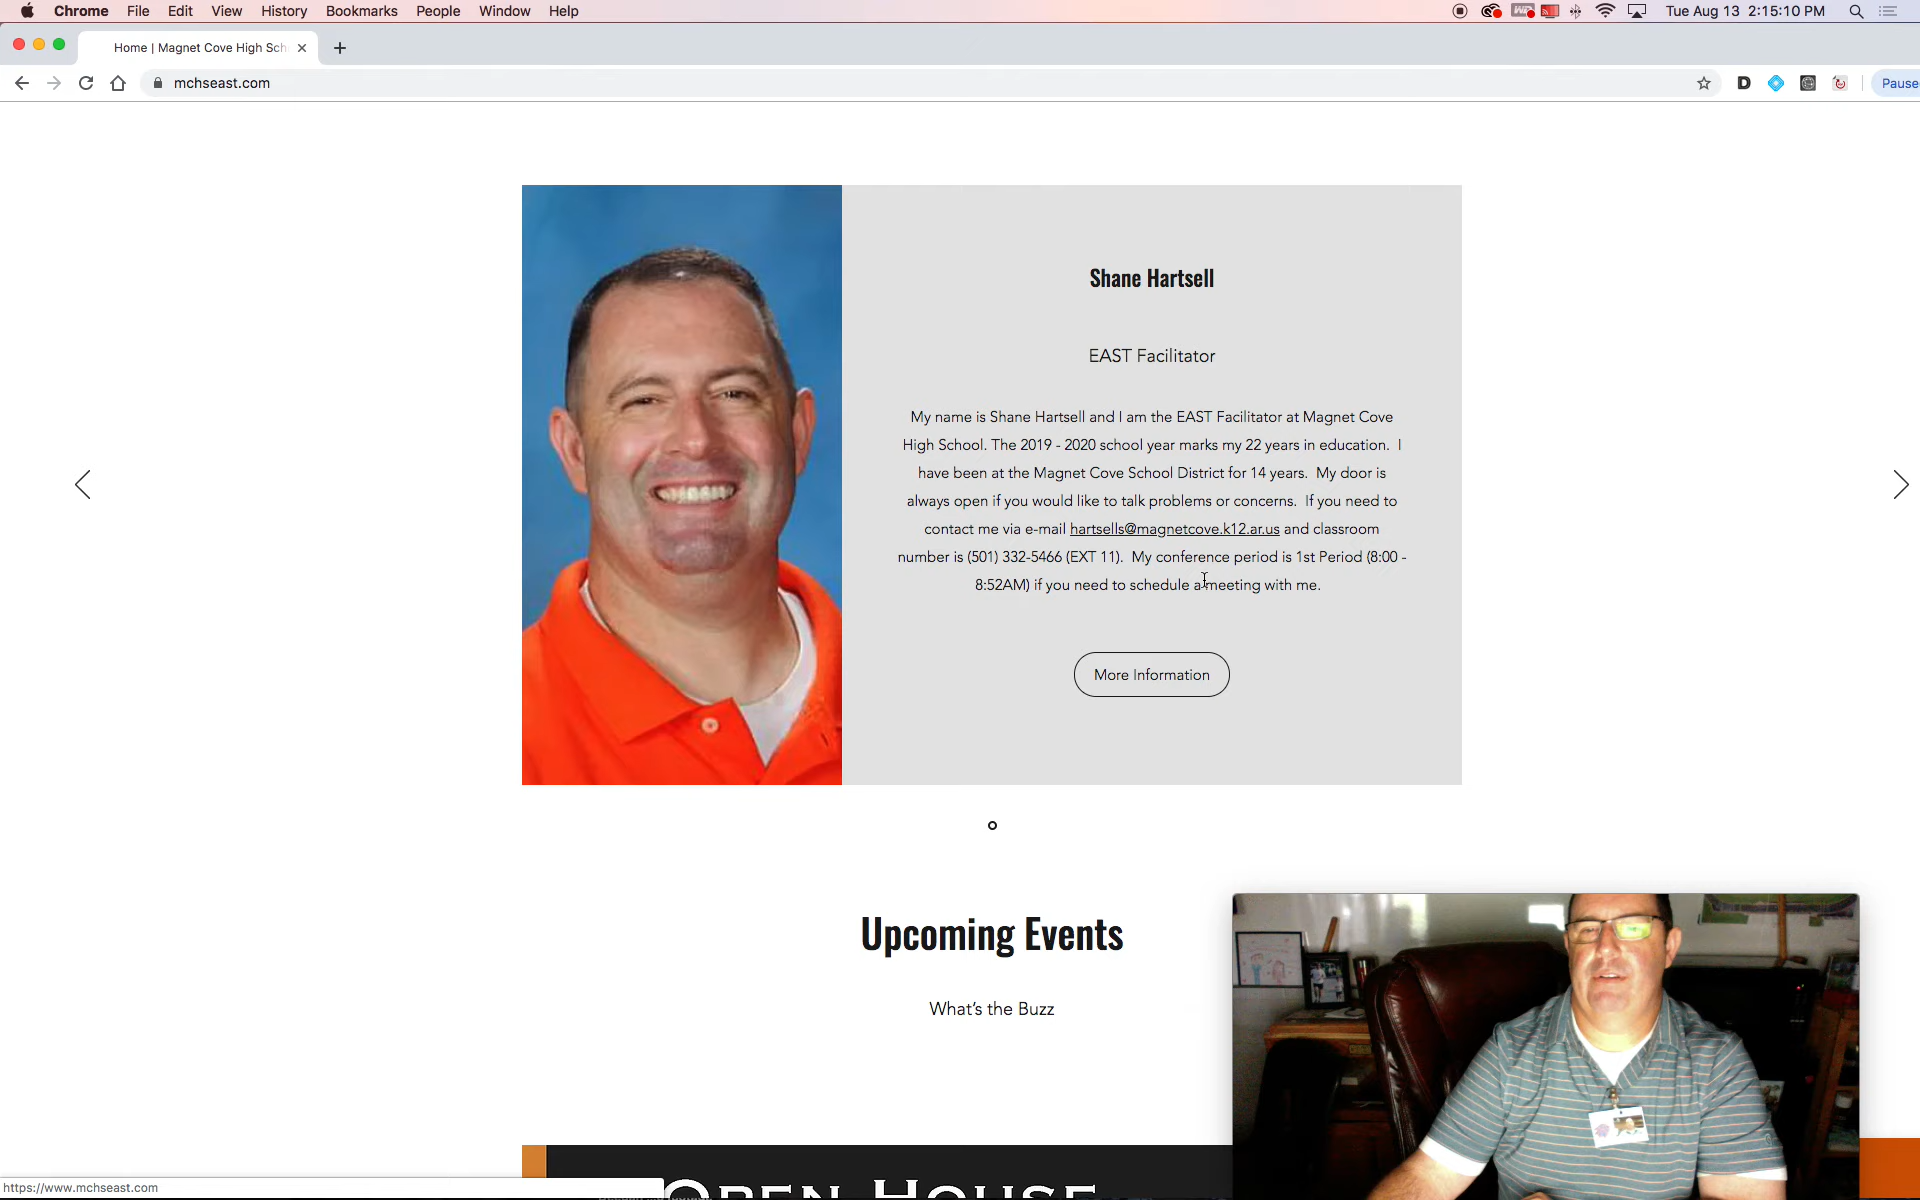 Chrome File Edit View History Bookmarks People Window Help
Tue Aug 13 2:15:10 PM
Home | Magnet Cove High Sch
mchseast.com
D
Pause
Shane Hartsell
EAST Facilitator
My name is Shane Hartsell and I am the EAST Facilitator at Magnet Cove
High School. The 2019 - 2020 school year marks my 22 years in education. I
have been at the Magnet Cove School District for 14 years. My door is
always open if you would like to talk problems or concerns. If you need to
contact me via e-mail hartsells@magnetcove.k12.ar.us and classroom
number is (501) 332-5466 (EXT 11). My conference period is 1st Period (8:00 -
8:52AM) if you need to schedule a meeting with me.
More Information
Upcoming Events
What's the Buzz
OPEN HOUSE
https://www.mchseast.com